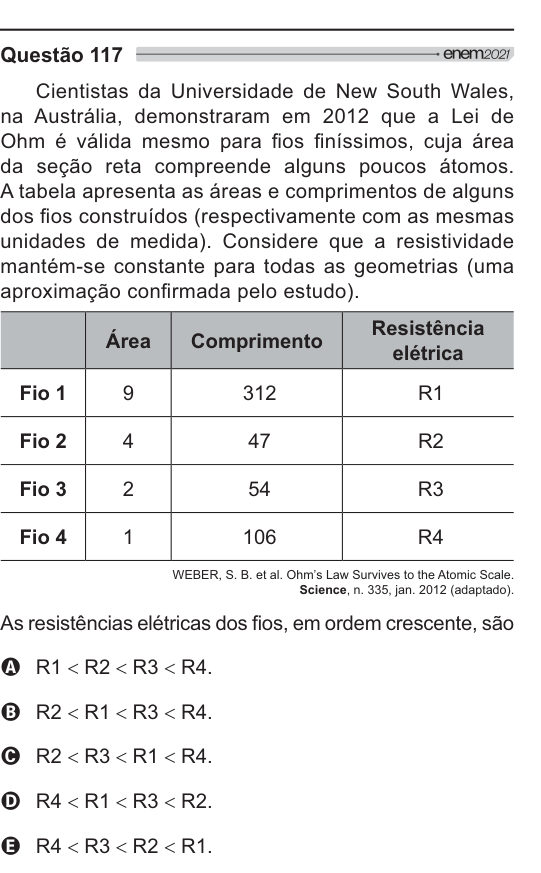 Questão 117 enem2021
Cientistas da Universidade de New South Wales,
na Austrália, demonstraram em 2012 que a Lei de
Ohm é válida mesmo para fios finíssimos, cuja área
da seção reta compreende alguns poucos átomos.
A tabela apresenta as áreas e comprimentos de alguns
dos fios construídos (respectivamente com as mesmas
unidades de medida). Considere que a resistividade
mantém-se constante para todas as geometrias (uma
aproximação confirmada pelo estudo).
Área Comprimento Resistência
elétrica
Fio 1 9 312 R1
Fio 2 4 47 R2
Fio 3 2 54 R3
Fio 4 1 106 R4
WEBER, S. B. et al. Ohm's Law Survives to the Atomic Scale.
Science, n. 335, jan. 2012 (adaptado).
As resistências elétricas dos fios, em ordem crescente, são
A R1 < R2 < R3 < R4.
B R2 < R1 < R3 < R4.
C R2 < R3 < R1 < R4.
D R4 < R1 < R3 < R2.
E R4 < R3 < R2 < R1.